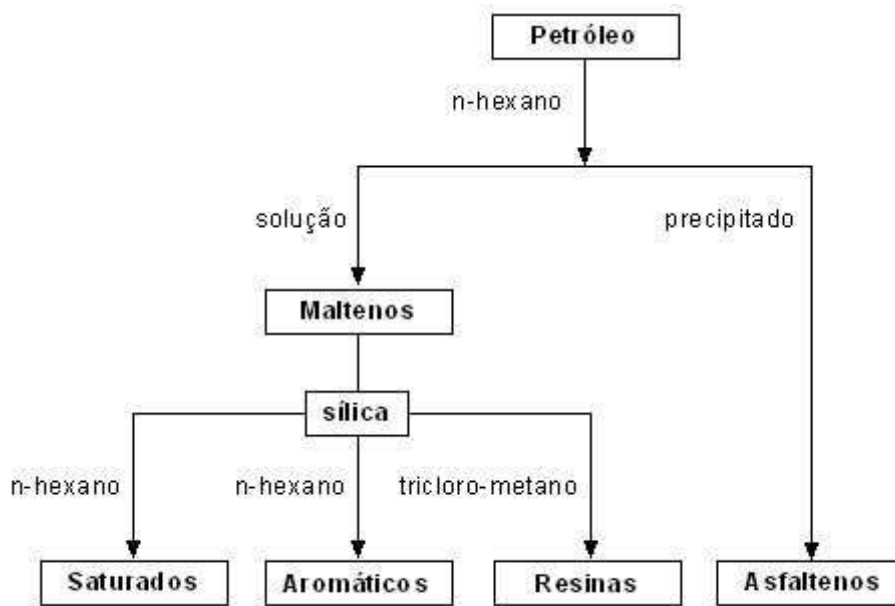 Petróleo
n-hexano
solução
precipitado
Maltenos
sílica
n-hexano
n-hexano
tricloro-metano
Saturados
Aromáticos
Resinas
Asfaltenos